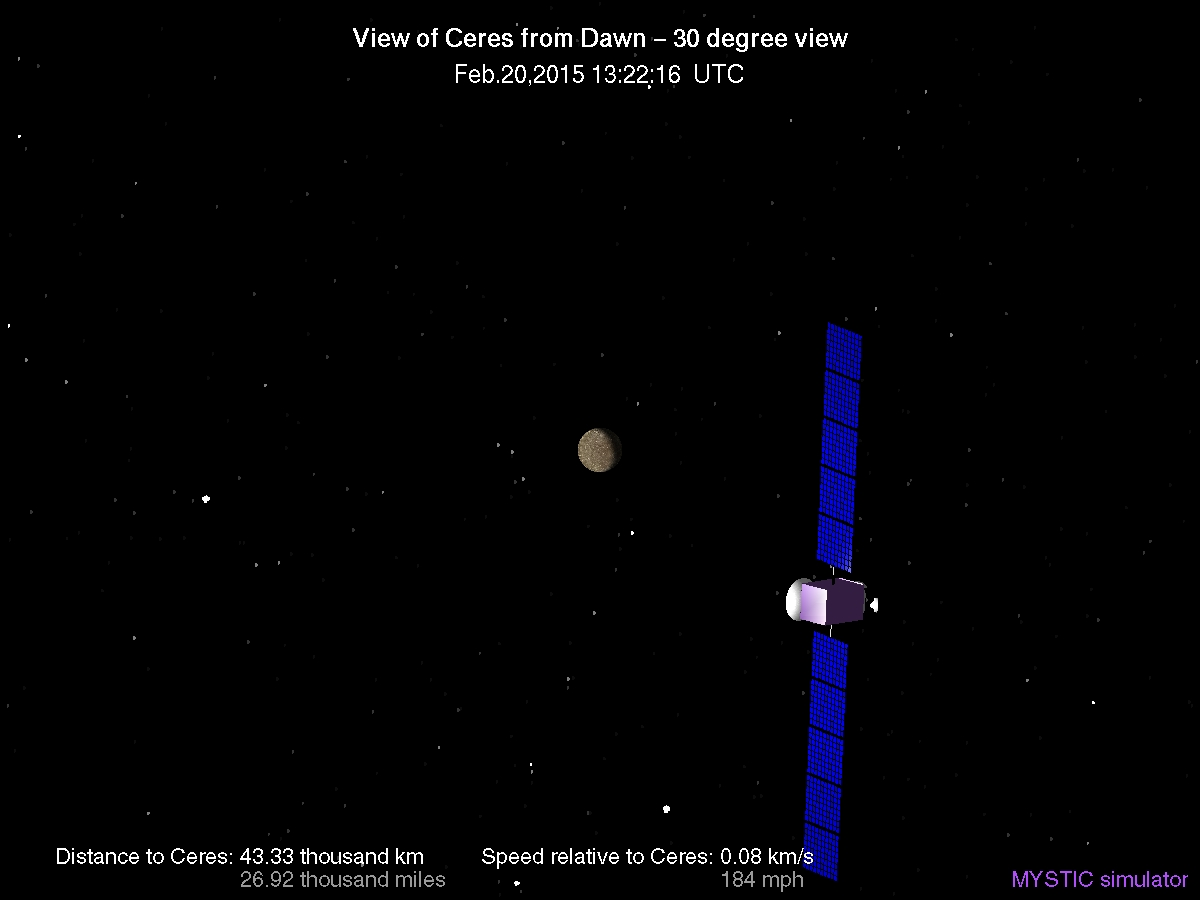 View of Ceres from Dawn – 30 degree view
Feb.20,2015 13:22:16 UTC
Distance to Ceres: 43.33 thousand km
26.92 thousand miles
Speed relative to Ceres: 0.08 km/s
184 mph
MYSTIC simulator